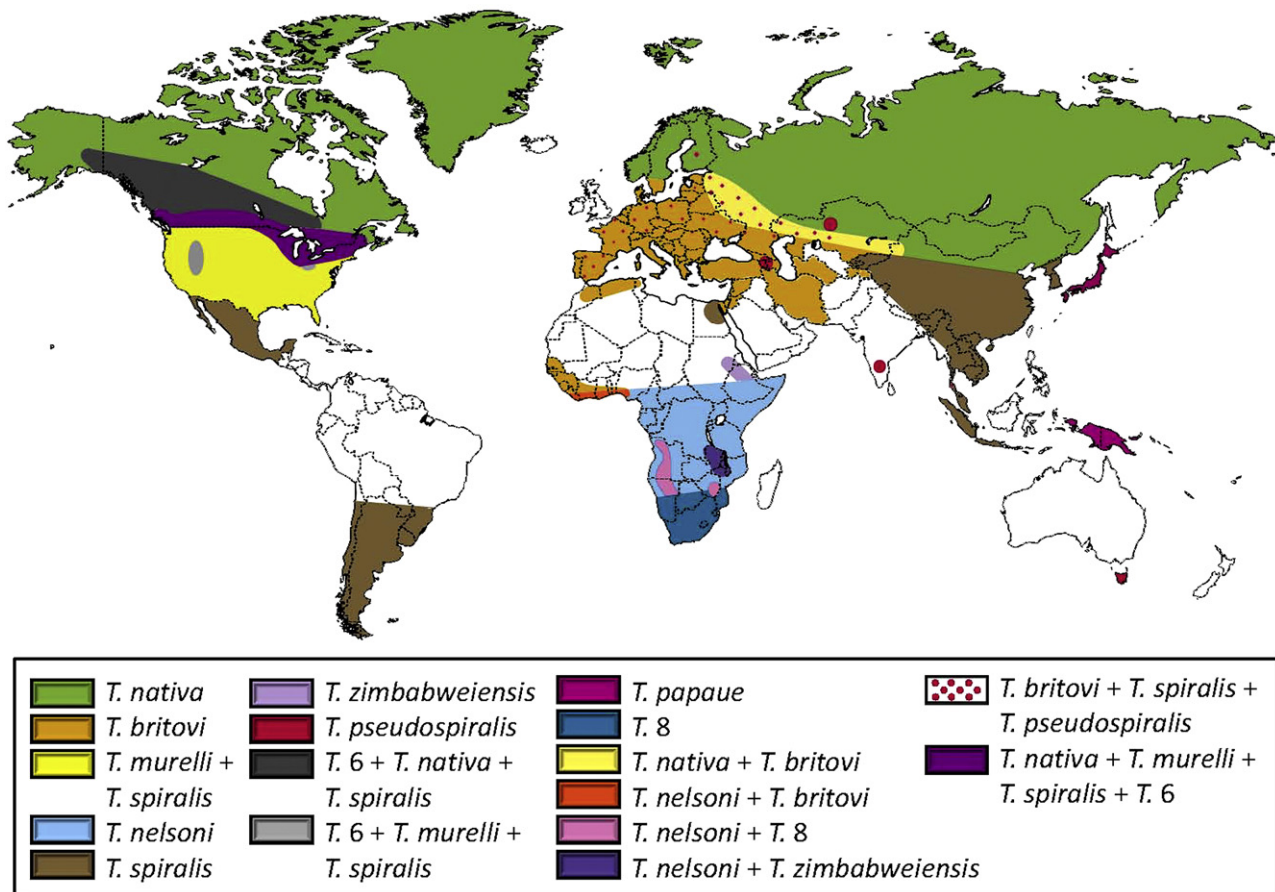 T. nativa
T. britovi
T. murelli +
T. spiralis
T. nelsoni
T. spiralis
T. zimbabweiensis
T. pseudospiralis
T. 6 + T. nativa +
T. spiralis
T. 6 + T. murelli +
T. spiralis
T. papaue
T. 8
T. nativa + T. britovi
T. nelsoni + T. britovi
T. nelsoni + T. 8
T. nelsoni + T. zimbabweiensis
T. britovi + T. spiralis +
T. pseudospiralis
T. nativa + T. murelli +
T. spiralis + T. 6